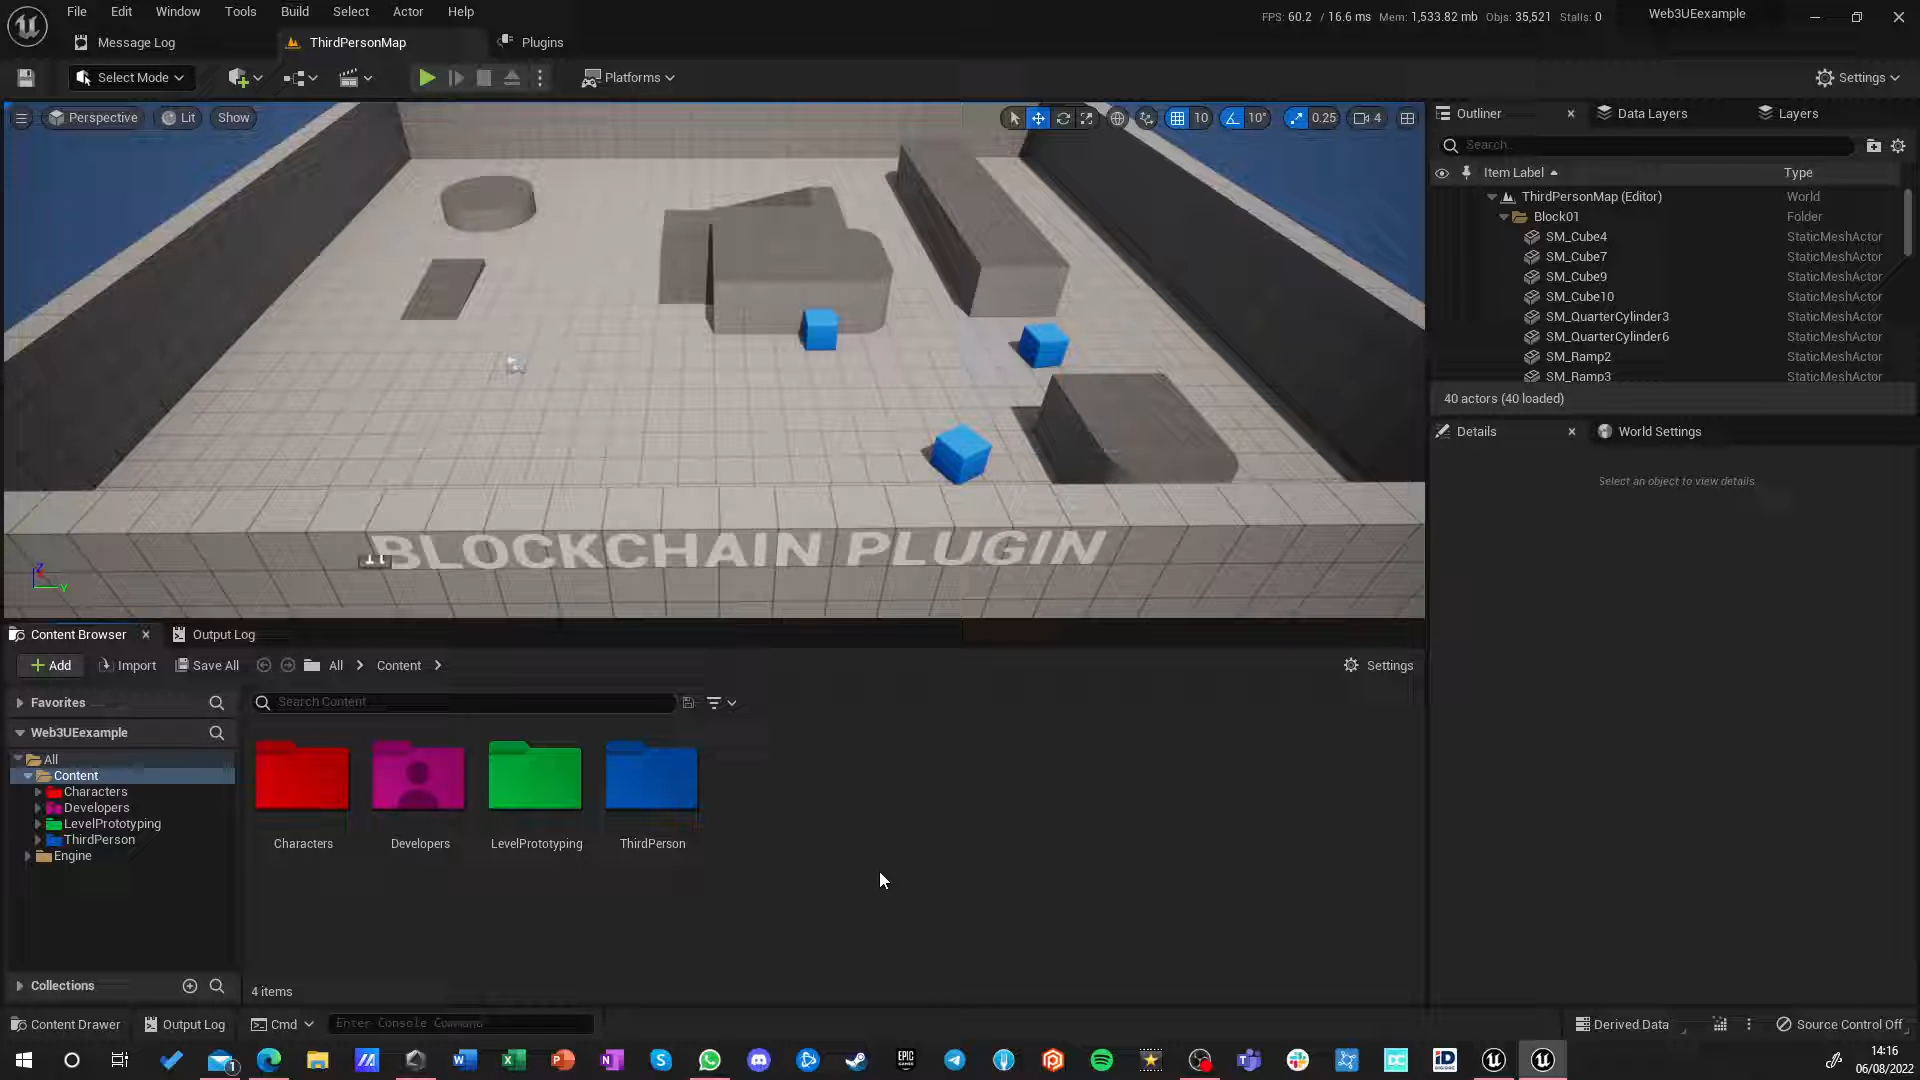 File Edit Window Tools Build Select Actor Help
FPS: 60.2 / 16.6 ms Mem: 1,533.82 mb Objs: 35,521 Stalls: 0
Web3UEexample
Message Log ThirdPersonMap Plugins
Select Mode Platforms Settings
Perspective Lit Show 10 10° 0.25 4
BLOCKCHAIN PLUGIN
Z
Y
Outliner Data Layers Layers
Search...
Item Label Type
ThirdPersonMap (Editor) World
Block01 Folder
SM_Cube4 StaticMeshActor
SM_Cube7 StaticMeshActor
SM_Cube9 StaticMeshActor
SM_Cube10 StaticMeshActor
SM_QuarterCylinder3 StaticMeshActor
SM_QuarterCylinder6 StaticMeshActor
SM_Ramp2 StaticMeshActor
SM_Ramp3 StaticMeshActor
40 actors (40 loaded)
Details World Settings
Select an object to view details.
Content Browser Output Log
Add Import Save All All Content Settings
Favorites
Search Content
Web3UEexample
All
Content
Characters
Developers
LevelPrototyping
ThirdPerson
Engine
Characters Developers LevelPrototyping ThirdPerson
Collections
4 items
Content Drawer Output Log Cmd Enter Console Command Derived Data Source Control Off
14:16
06/08/2022